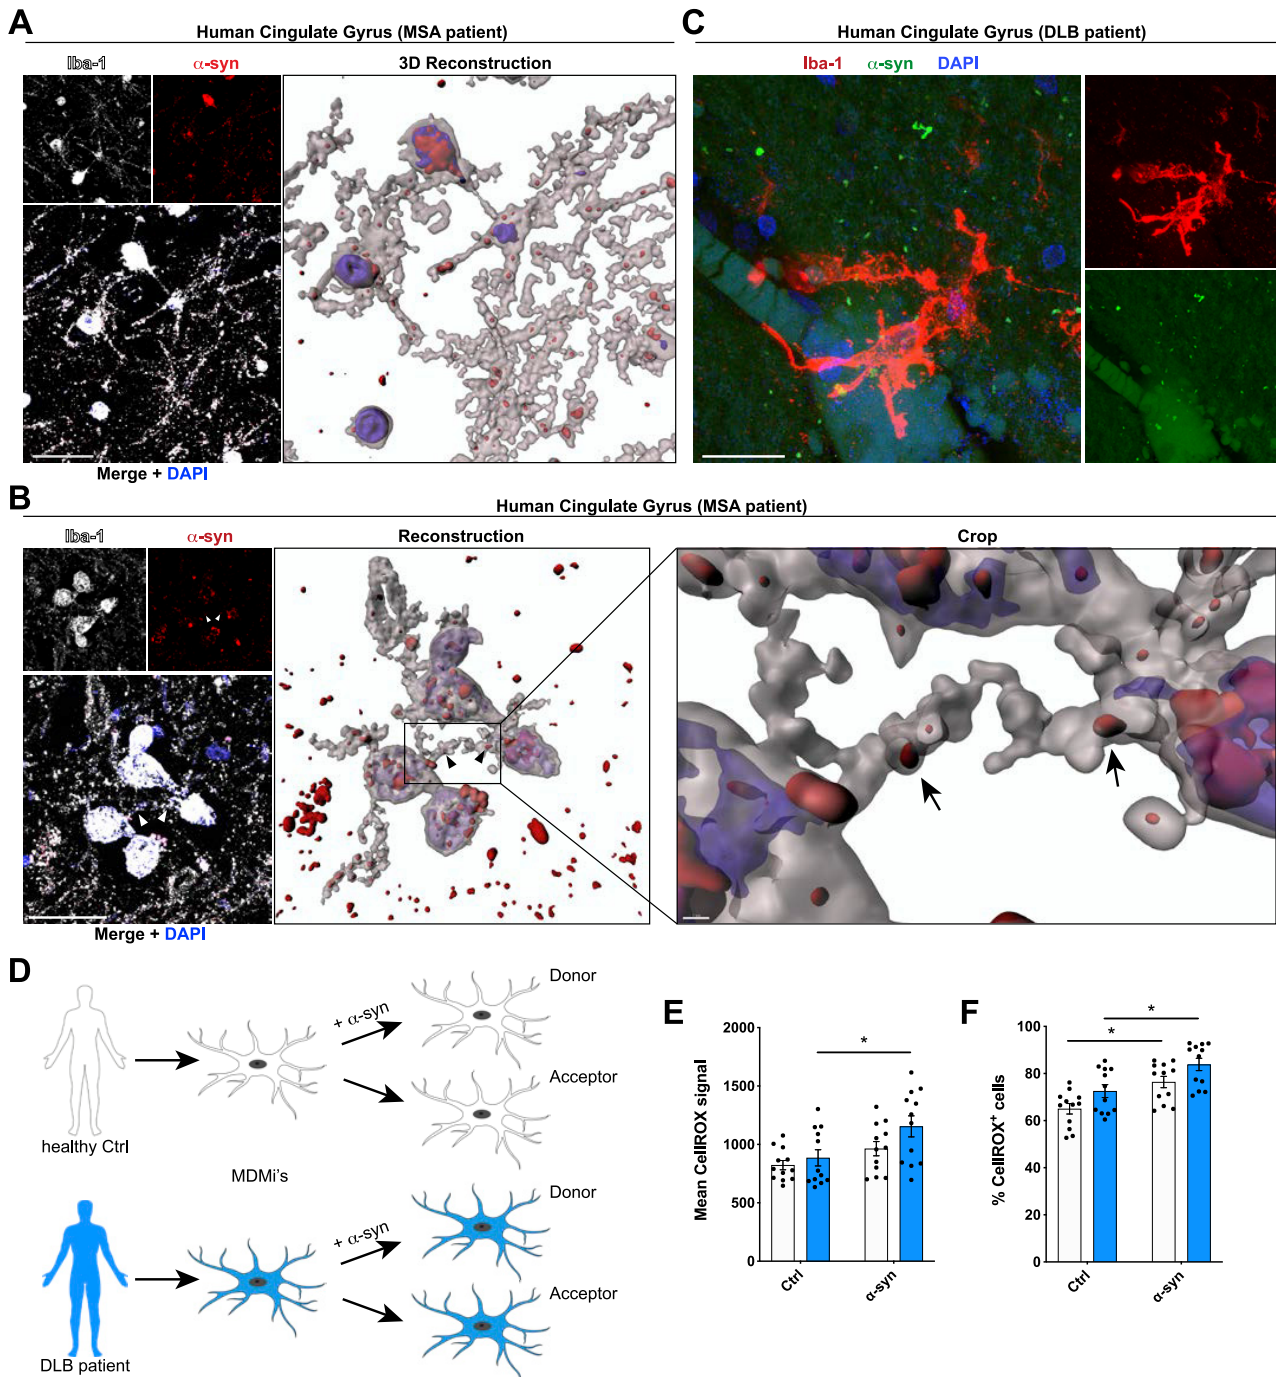 A
Human Cingulate Gyrus (MSA patient)
Iba-1
α-syn
3D Reconstruction
Merge + DAPI
C
Human Cingulate Gyrus (DLB patient)
Iba-1 α-syn DAPI
B
Human Cingulate Gyrus (MSA patient)
Iba-1
α-syn
Reconstruction
Crop
Merge + DAPI
D
healthy Ctrl
+ α-syn
Donor
Acceptor
MDMi's
DLB patient
+ α-syn
Donor
Acceptor
E
Mean CellROX signal
2000
1500
1000
500
0
*
Ctrl
α-syn
F
% CellROX⁺ cells
100
80
60
40
20
0
*
*
Ctrl
α-syn